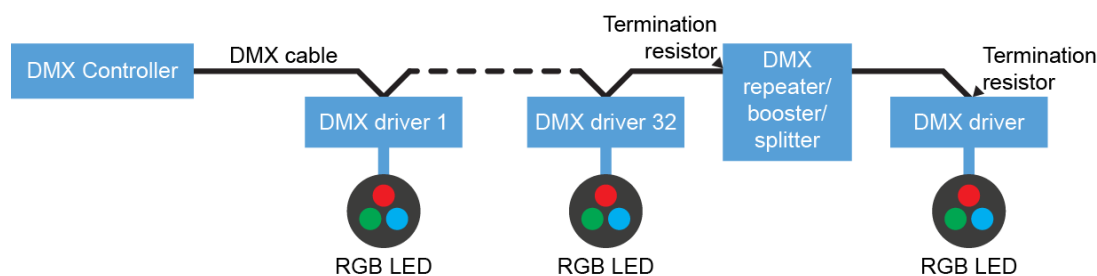 DMX Controller
DMX cable
DMX driver 1
RGB LED
DMX driver 32
RGB LED
Termination
resistor
DMX
repeater/
booster/
splitter
Termination
resistor
DMX driver
RGB LED